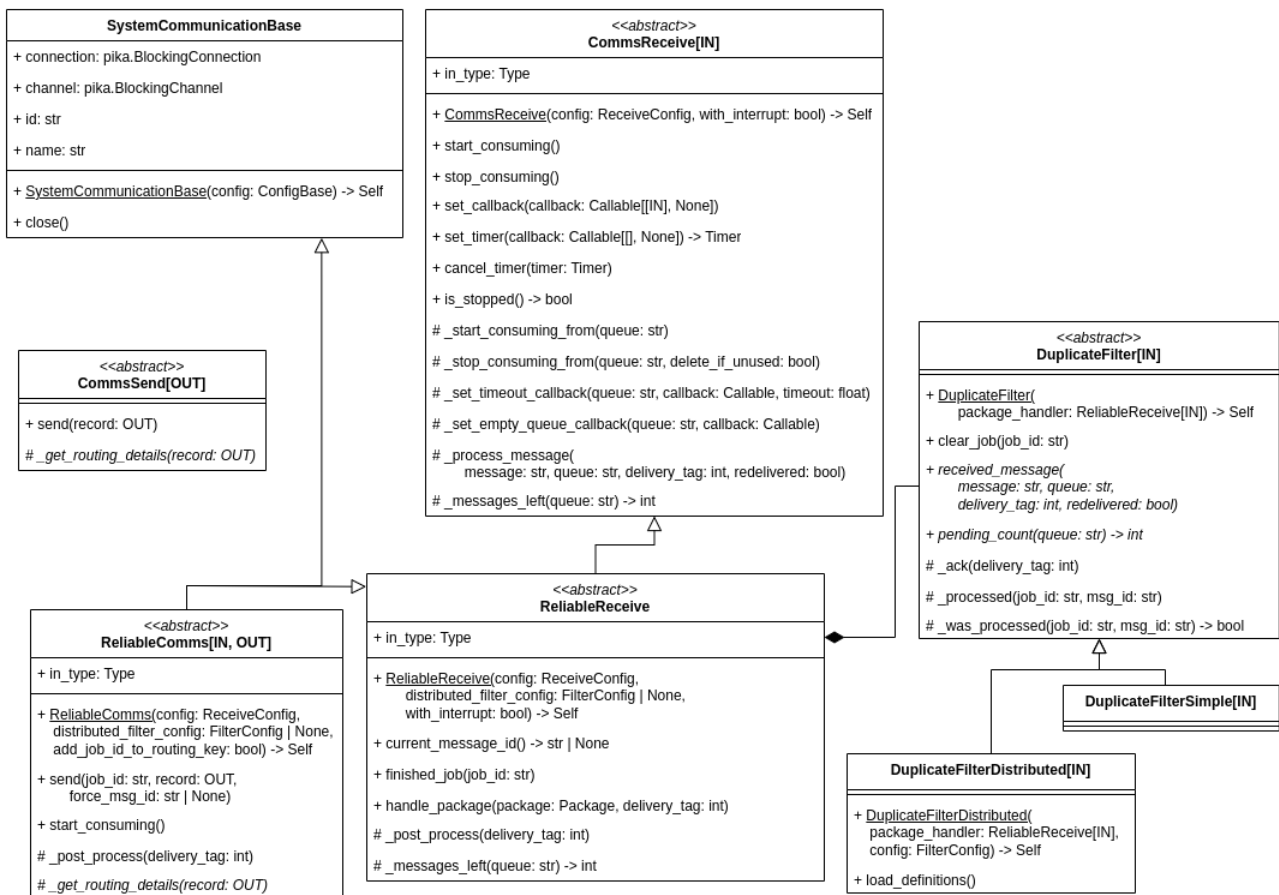 SystemCommunicationBase
+ connection: pika.BlockingConnection
+ channel: pika.BlockingChannel
+ id: str
+ name: str
+ SystemCommunicationBase(config: ConfigBase) -> Self
+ close()
<<abstract>>
CommsReceive[IN]
+ in_type: Type
+ CommsReceive(config: ReceiveConfig, with_interrupt: bool) -> Self
+ start_consuming()
+ stop_consuming()
+ set_callback(callback: Callable[[IN], None])
+ set_timer(callback: Callable[[], None]) -> Timer
+ cancel_timer(timer: Timer)
+ is_stopped() -> bool
# _start_consuming_from(queue: str)
# _stop_consuming_from(queue: str, delete_if_unused: bool)
# _set_timeout_callback(queue: str, callback: Callable, timeout: float)
# _set_empty_queue_callback(queue: str, callback: Callable)
# _process_message(
message: str, queue: str, delivery_tag: int, redelivered: bool)
# _messages_left(queue: str) -> int
<<abstract>>
CommsSend[OUT]
+ send(record: OUT)
# _get_routing_details(record: OUT)
<<abstract>>
DuplicateFilter[IN]
+ DuplicateFilter(
package_handler: ReliableReceive[IN]) -> Self
+ clear_job(job_id: str)
+ received_message(
message: str, queue: str,
delivery_tag: int, redelivered: bool)
+ pending_count(queue: str) -> int
# _ack(delivery_tag: int)
# _processed(job_id: str, msg_id: str)
# _was_processed(job_id: str, msg_id: str) -> bool
<<abstract>>
ReliableComms[IN, OUT]
+ in_type: Type
+ ReliableComms(config: ReceiveConfig,
distributed_filter_config: FilterConfig | None,
add_job_id_to_routing_key: bool) -> Self
+ send(job_id: str, record: OUT,
force_msg_id: str | None)
+ start_consuming()
# _post_process(delivery_tag: int)
# _get_routing_details(record: OUT)
<<abstract>>
ReliableReceive
+ in_type: Type
+ ReliableReceive(config: ReceiveConfig,
distributed_filter_config: FilterConfig | None,
with_interrupt: bool) -> Self
+ current_message_id() -> str | None
+ finished_job(job_id: str)
+ handle_package(package: Package, delivery_tag: int)
# _post_process(delivery_tag: int)
# _messages_left(queue: str) -> int
DuplicateFilterSimple[IN]
DuplicateFilterDistributed[IN]
+ DuplicateFilterDistributed(
package_handler: ReliableReceive[IN],
config: FilterConfig) -> Self
+ load_definitions()